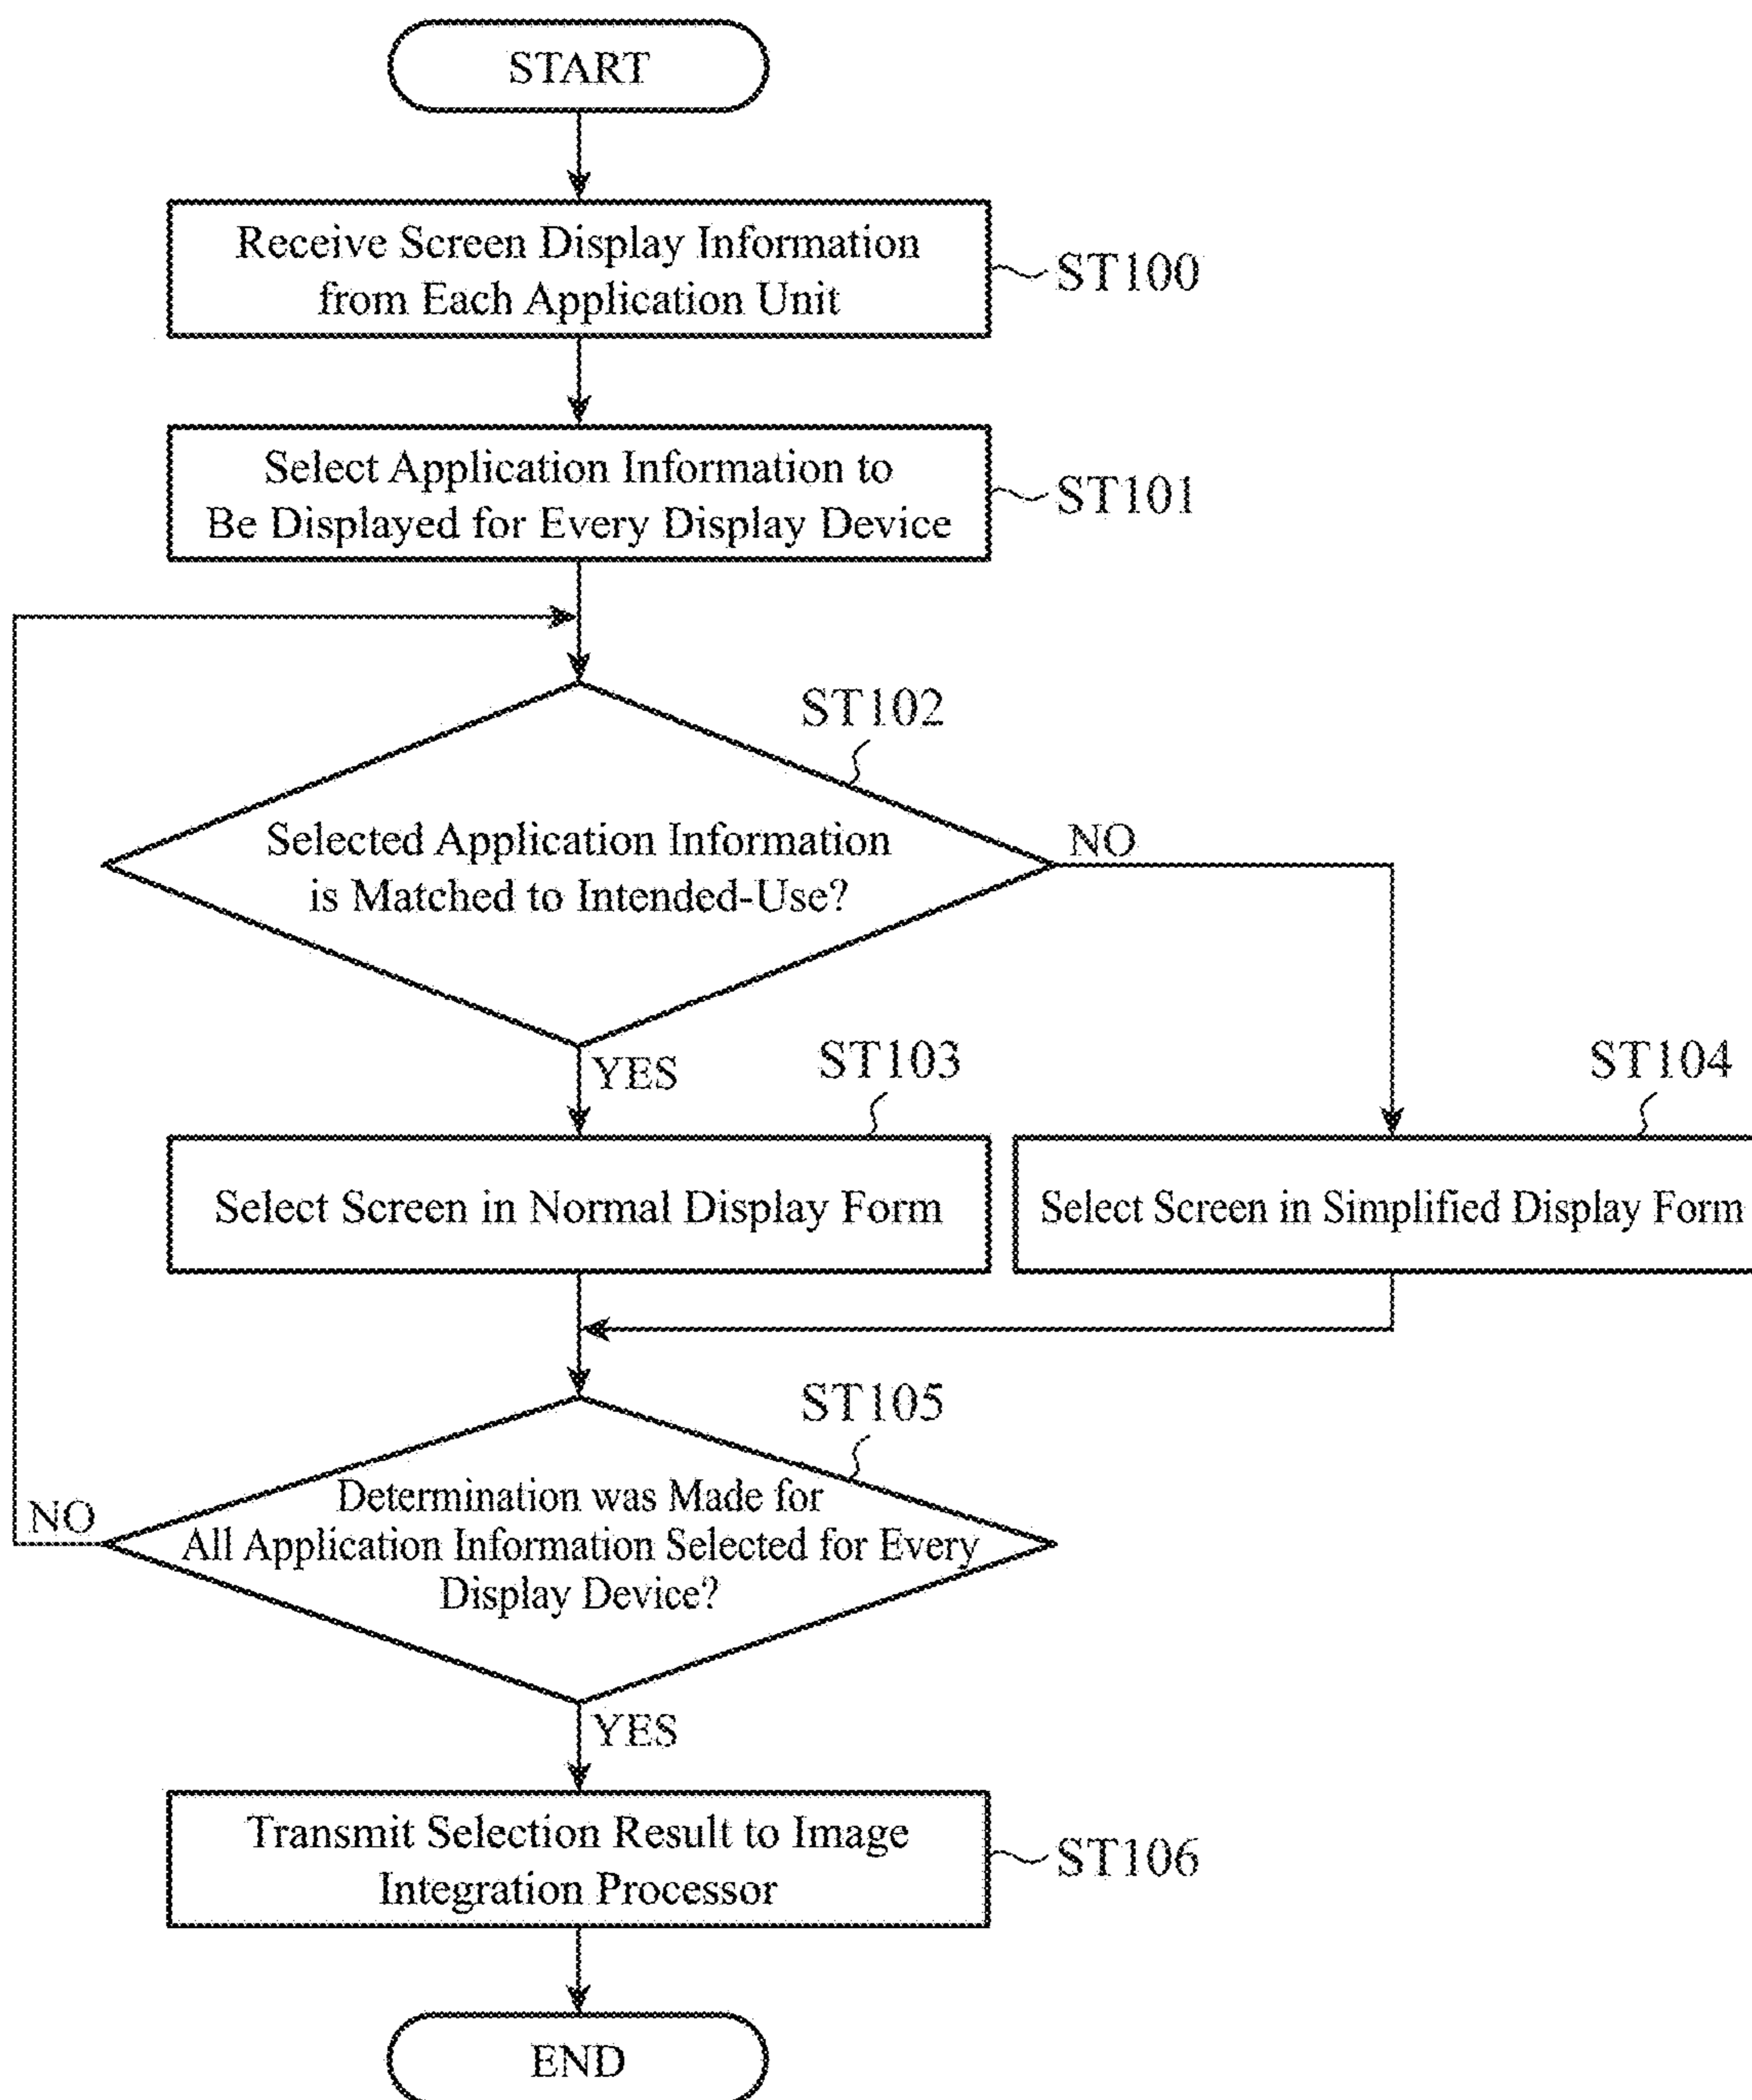 START
Receive Screen Display Information
from Each Application Unit
ST100
Select Application Information to
Be Displayed for Every Display Device
ST101
ST102
Selected Application Information
is Matched to Intended-Use?
NO
YES
ST103
ST104
Select Screen in Normal Display Form
Select Screen in Simplified Display Form
ST105
Determination was Made for
All Application Information Selected for Every
Display Device?
NO
YES
Transmit Selection Result to Image
Integration Processor
ST106
END